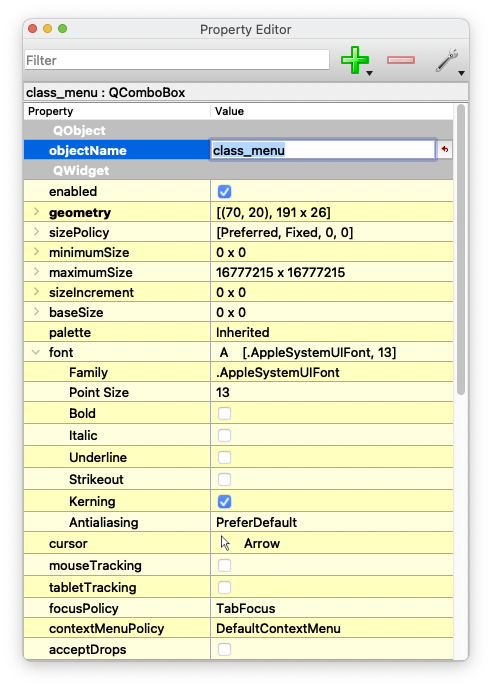 Property Editor
Filter
class_menu : QComboBox
Property Value
QObject
objectName class_menu
QWidget
enabled
geometry [(70, 20), 191 x 26]
sizePolicy [Preferred, Fixed, 0, 0]
minimumSize 0 x 0
maximumSize 16777215 x 16777215
sizeIncrement 0 x 0
baseSize 0 x 0
palette Inherited
font A [.AppleSystemUIFont, 13]
Family .AppleSystemUIFont
Point Size 13
Bold
Italic
Underline
Strikeout
Kerning
Antialiasing PreferDefault
cursor Arrow
mouseTracking
tabletTracking
focusPolicy TabFocus
contextMenuPolicy DefaultContextMenu
acceptDrops